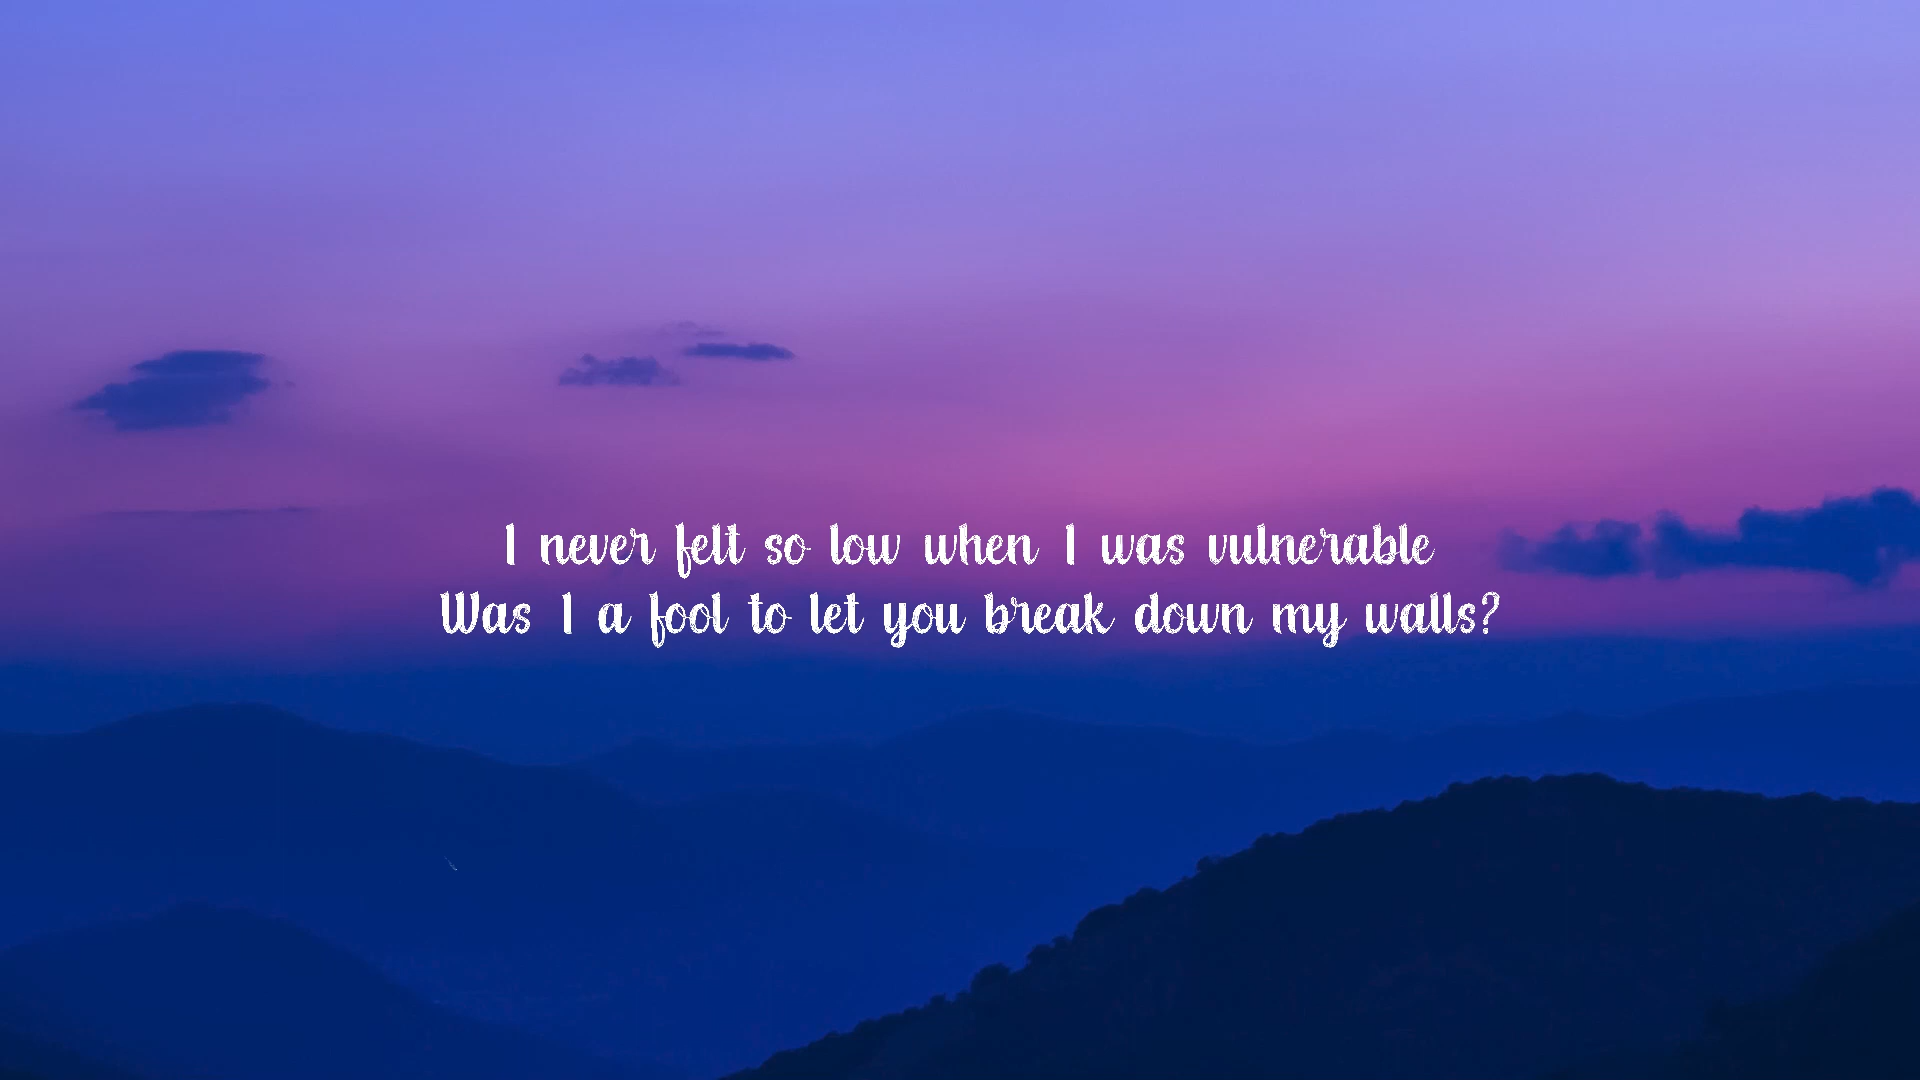 I never felt so low when I was vulnerable
Was I a fool to let you break down my walls?